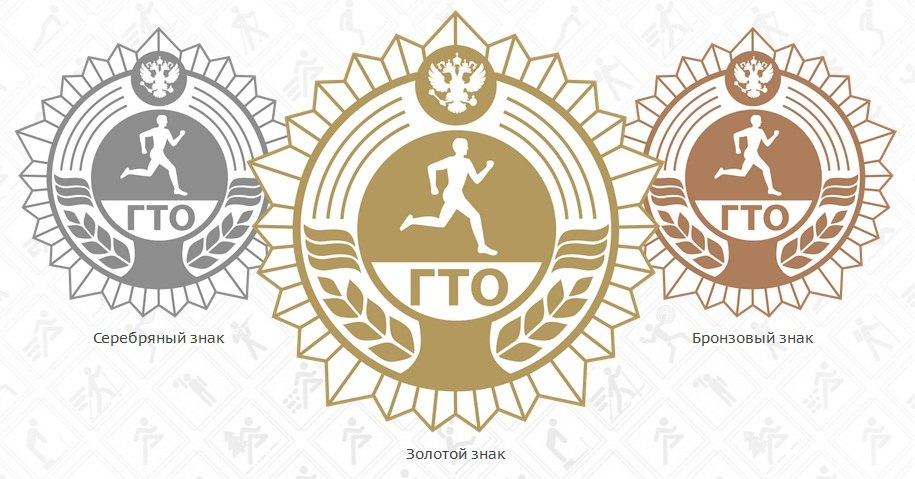 ГТО
ГТО
ГТО
Серебряный знак
Бронзовый знак
Золотой знак